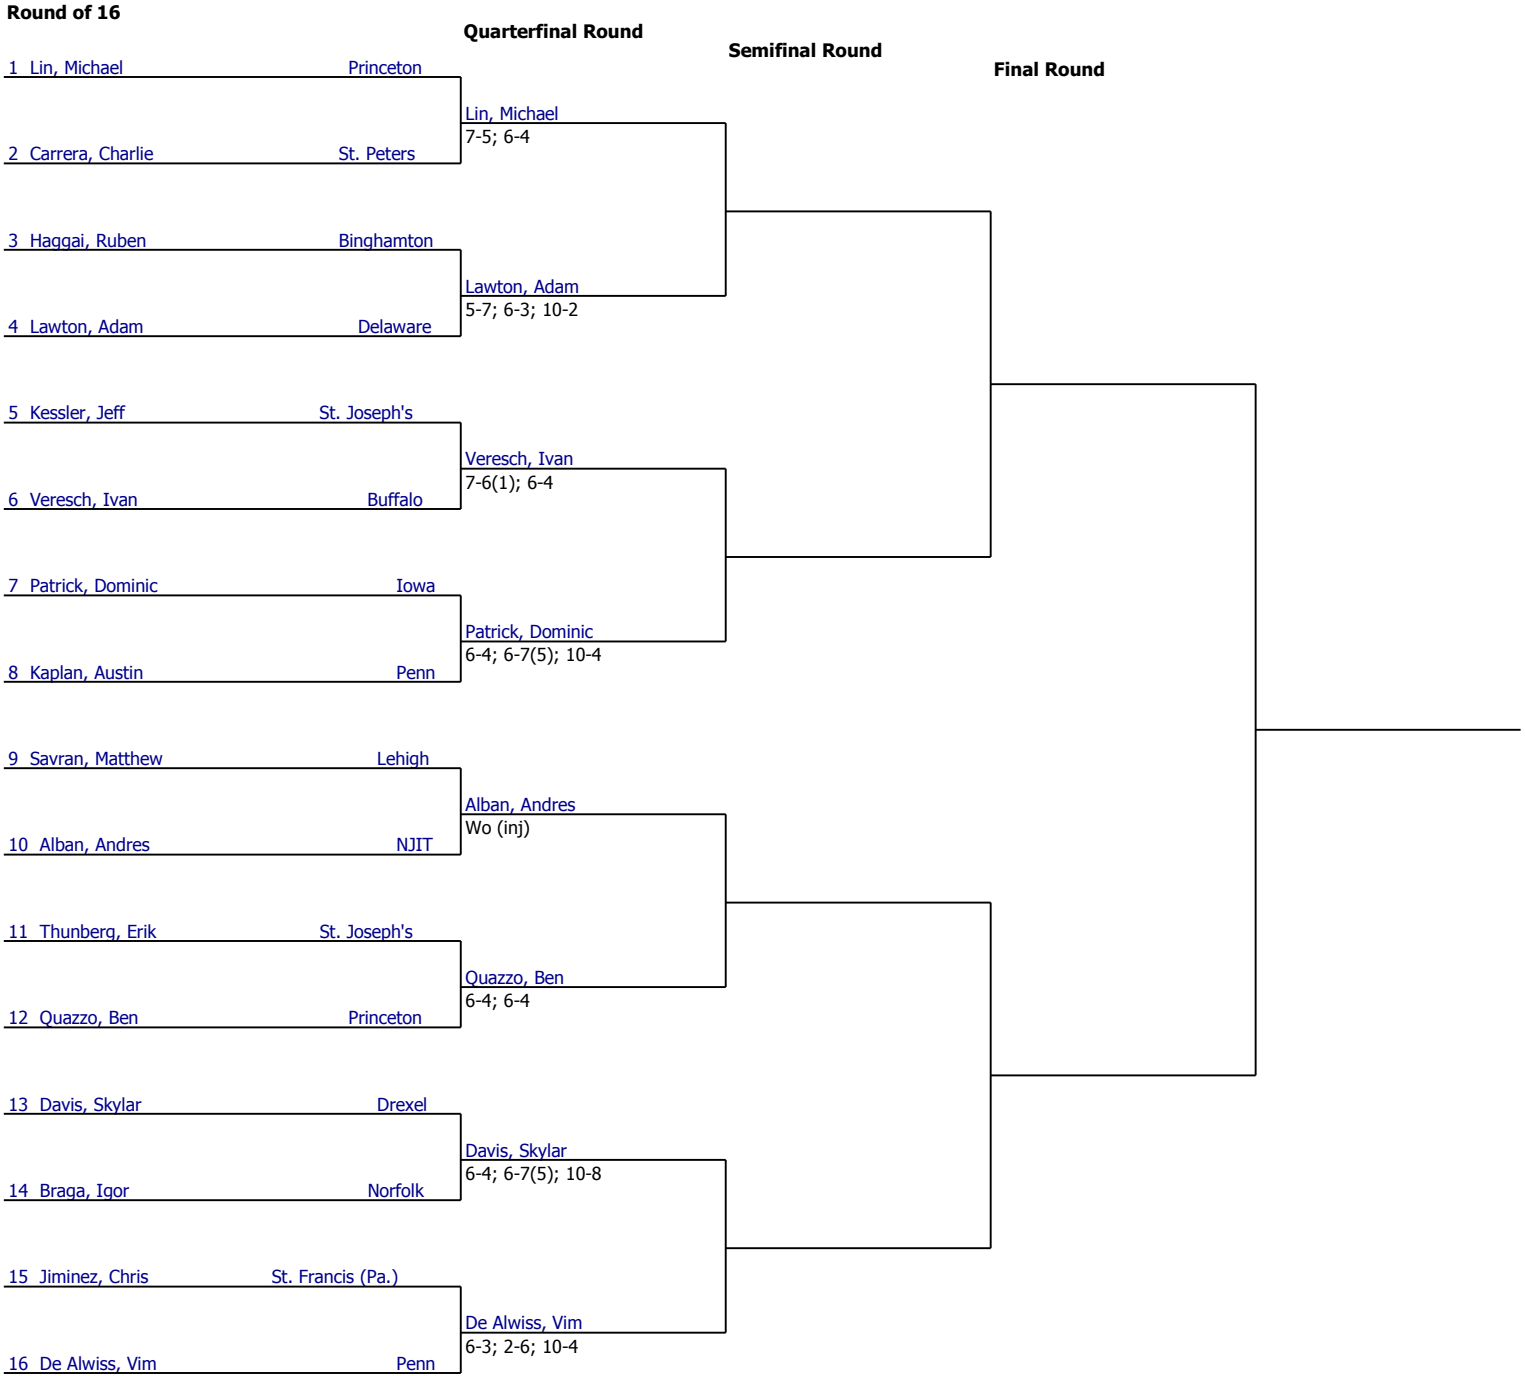 Round of 16
Quarterfinal Round
Semifinal Round
Final Round
1 Lin, Michael Princeton
Lin, Michael
7-5; 6-4
2 Carrera, Charlie St. Peters
3 Haggai, Ruben Binghamton
Lawton, Adam
5-7; 6-3; 10-2
4 Lawton, Adam Delaware
5 Kessler, Jeff St. Joseph's
Veresch, Ivan
7-6(1); 6-4
6 Veresch, Ivan Buffalo
7 Patrick, Dominic Iowa
Patrick, Dominic
6-4; 6-7(5); 10-4
8 Kaplan, Austin Penn
9 Savran, Matthew Lehigh
Alban, Andres
Wo (inj)
10 Alban, Andres NJIT
11 Thunberg, Erik St. Joseph's
Quazzo, Ben
6-4; 6-4
12 Quazzo, Ben Princeton
13 Davis, Skylar Drexel
Davis, Skylar
6-4; 6-7(5); 10-8
14 Braga, Igor Norfolk
15 Jiminez, Chris St. Francis (Pa.)
De Alwiss, Vim
6-3; 2-6; 10-4
16 De Alwiss, Vim Penn